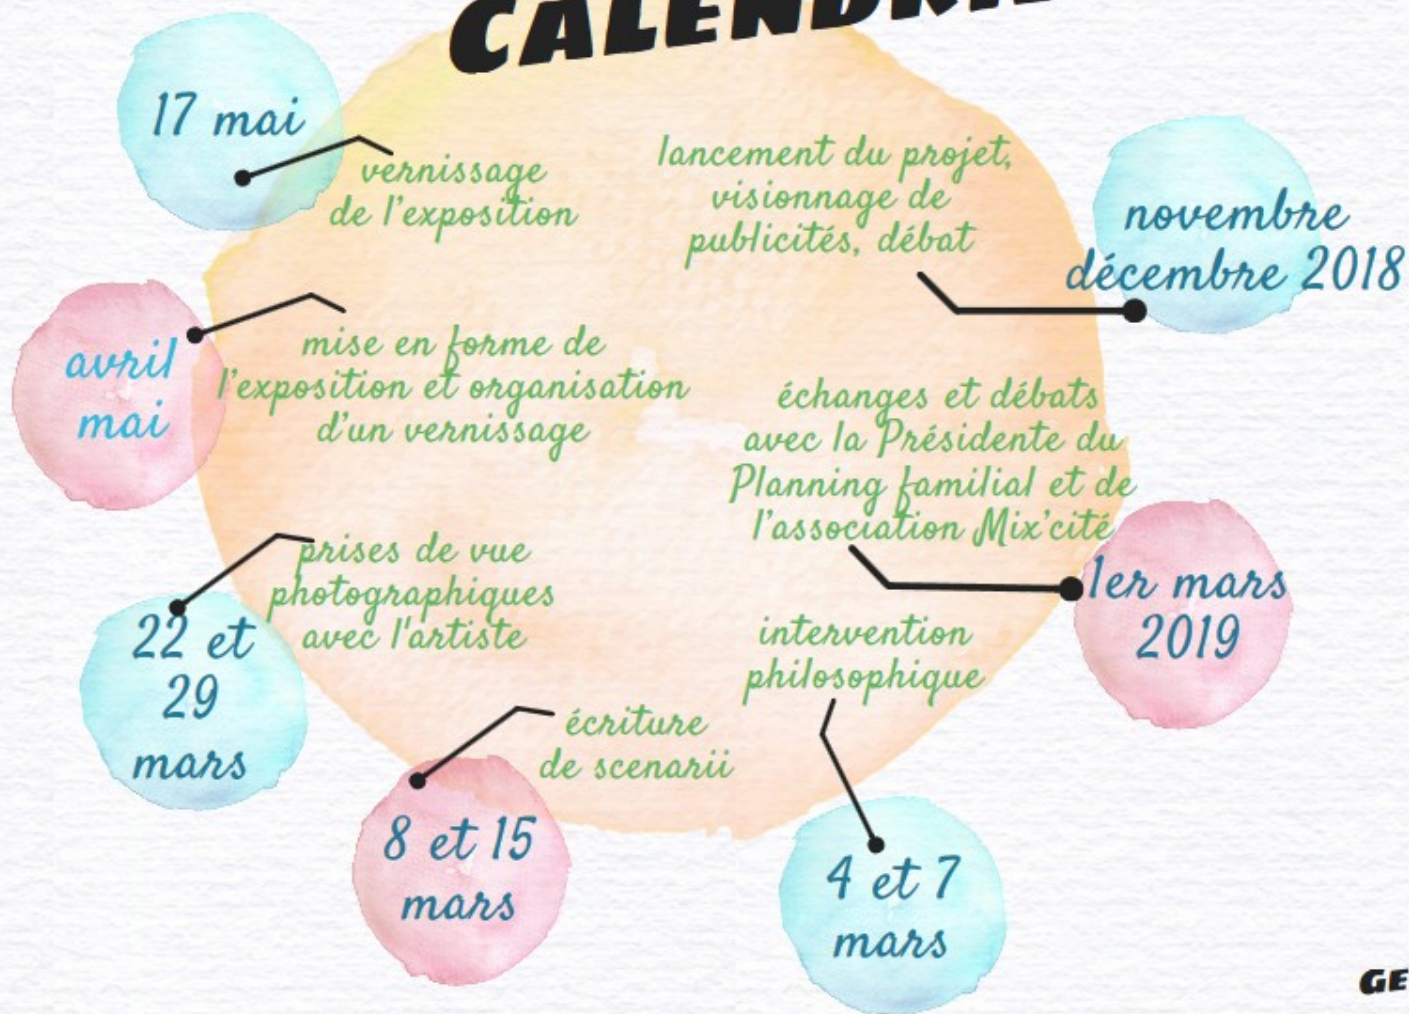 17 mai
vernissage
de l'exposition
lancement du projet,
visionnage de
publicités, débat
novembre
décembre 2018
avril
mai
mise en forme de
l'exposition et organisation
d'un vernissage
échanges et débats
avec la Présidente du
Planning familial et de
l'association Mix'cité
1er mars
2019
prises de vue
photographiques
avec l'artiste
22 et
29
mars
intervention
philosophique
écriture
de scenarii
8 et 15
mars
4 et 7
mars